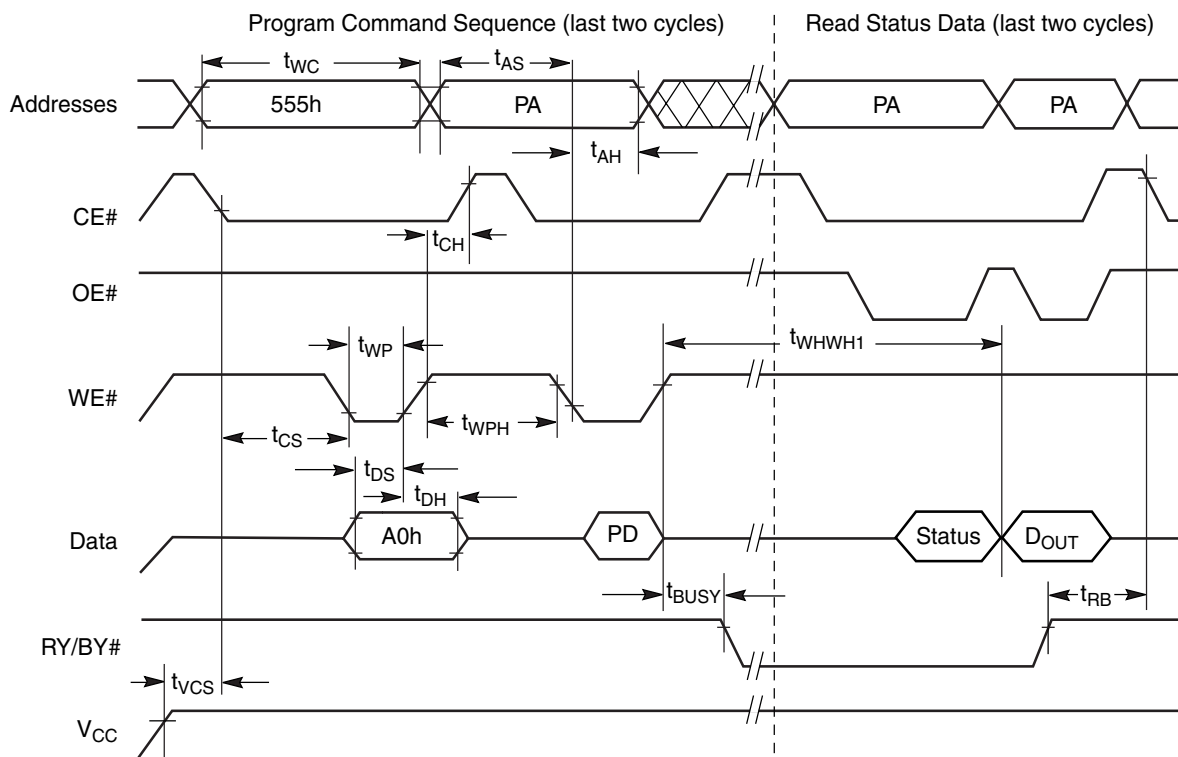 Program Command Sequence (last two cycles) Read Status Data (last two cycles)
tWC tAS
Addresses 555h PA PA PA
tAH
CE#
tCH
OE#
tWP tWHWH1
WE#
tCS tWPH
tDS
tDH
Data A0h PD Status DOUT
tBUSY tRB
RY/BY#
tVCS
VCC